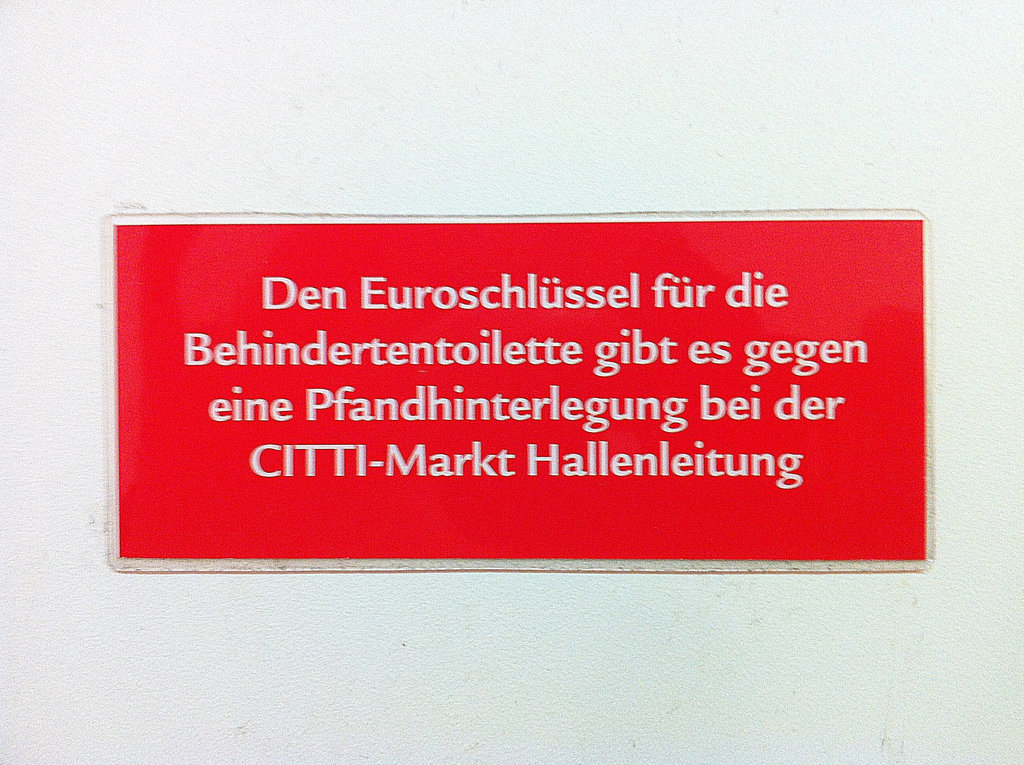 Den Euroschlüssel für die
Behindertentoilette gibt es gegen
eine Pfandhinterlegung bei der
CITTI-Markt Hallenleitung